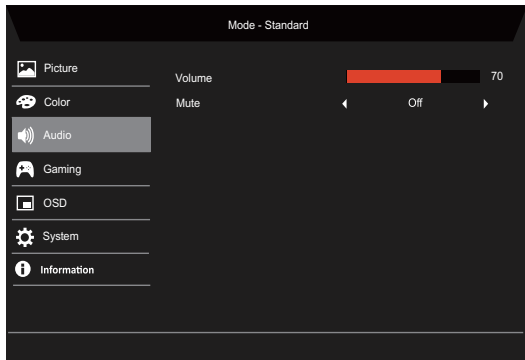 Mode - Standard
Picture
Color
Audio
Gaming
OSD
System
Information
Volume 70
Mute Off